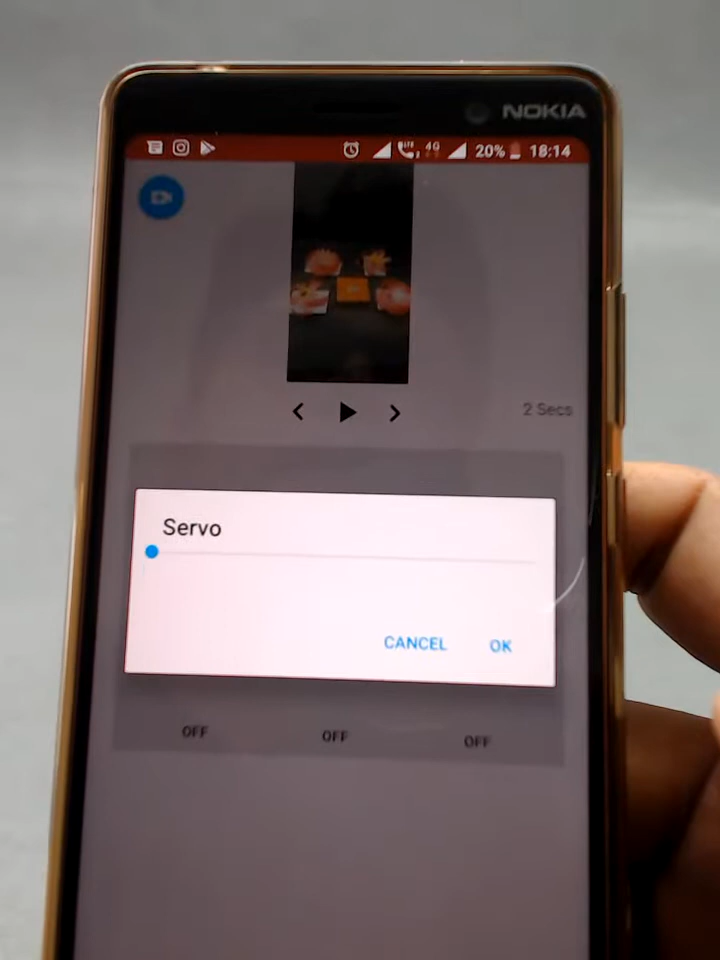 NOKIA
4G 20% 18:14
2 Secs
Servo
CANCEL OK
OFF OFF OFF